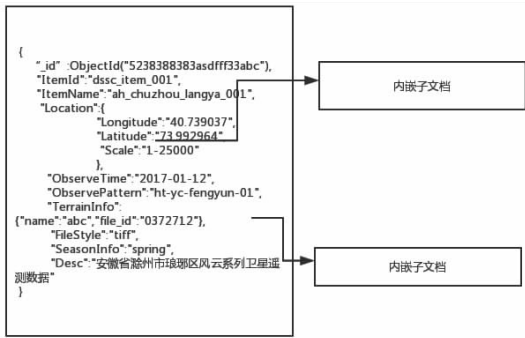 {
"_id" :ObjectId("5238388383asdfff33abc"),
"ItemId":"dssc_item_001",
"ItemName":"ah_chuzhou_langya_001",
"Location":{
"Longitude":"40.739037",
"Latitude":"73.992964",
"Scale":"1-25000"
},
"ObserveTime":"2017-01-12",
"ObservePattern":"ht-yc-fengyun-01",
"TerrainInfo":
{"name":"abc","file_id":"0372712"},
"FileStyle":"tiff",
"SeasonInfo":"spring",
"Desc":"安徽省滁州市琅琊区风云系列卫星遥
测数据"
}
内嵌子文档
内嵌子文档